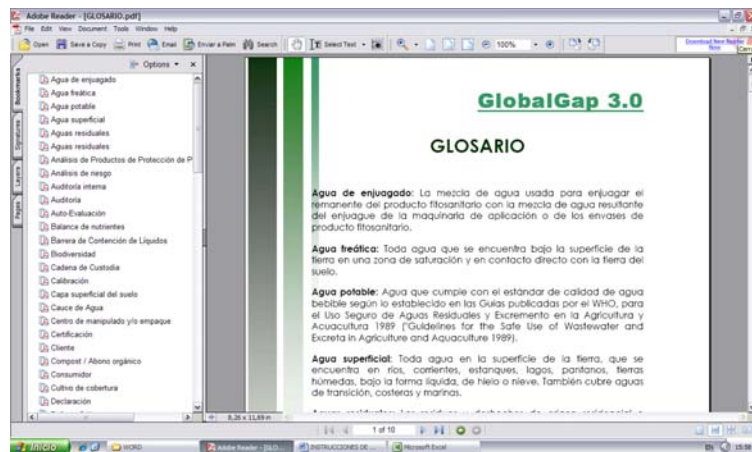 Adobe Reader - [GLOSARIO.pdf]
File Edit View Document Tools Window Help
Open Save a Copy Print Email Search Select Text 100%
Options
Bookmarks
Signatures
Layers
Pages
Agua de enjuagado
Agua freática
Agua potable
Agua superficial
Aguas residuales
Aguas residuales
Análisis de Productos de Protección de P
Análisis de riesgo
Auditoría interna
Auditoria
Auto-Evaluación
Balance de nutrientes
Barrera de Contención de Líquidos
Biodiversidad
Cadena de Custodia
Calibración
Capa superficial del suelo
Cauce de Agua
Centro de manipulado y/o empaque
Certificación
Cliente
Compost / Abono orgánico
Consumidor
Cultivo de cobertura
Declaración
GlobalGap 3.0
GLOSARIO
Agua de enjuagado: La mezcla de agua usada para enjuagar el
remanente del producto fitosanitario con la mezcla de agua resultante
del enjuague de la maquinaria de aplicación o de los envases de
producto fitosanitario.
Agua freática: Toda agua que se encuentra bajo la superficie de la
tierra en una zona de saturación y en contacto directo con la tierra del
suelo.
Agua potable: Agua que cumple con el estándar de calidad de agua
bebible según lo establecido en las Guías publicadas por el WHO, para
el Uso Seguro de Aguas Residuales y Excremento en la Agricultura y
Acuacultura 1989 ("Guidelines for the Safe Use of Wastewater and
Excreta in Agriculture and Aquaculture 1989).
Agua superficial: Toda agua en la superficie de la tierra, que se
encuentra en ríos, corrientes, estanques, lagos, pantanos, tierras
húmedas, bajo la forma líquida, de hielo o nieve. También cubre aguas
de transición, costeras y marinas.
8,26 x 11,69 in
1 of 10
Inicio WORD Adobe Reader - [GLO... INSTRUCCIONES DE ... Microsoft Excel EN 15:58